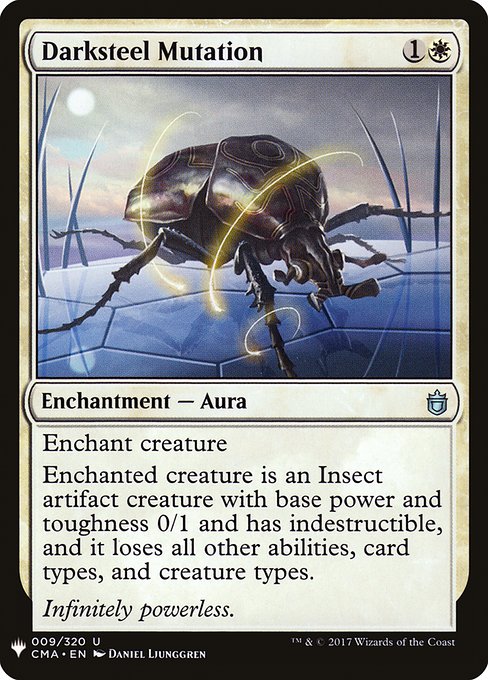 Darksteel Mutation 1
Enchantment — Aura
Enchant creature
Enchanted creature is an Insect
artifact creature with base power and
toughness 0/1 and has indestructible,
and it loses all other abilities, card
types, and creature types.
Infinitely powerless.
009/320 U
CMA • EN Daniel Ljunggren
™ & © 2017 Wizards of the Coast